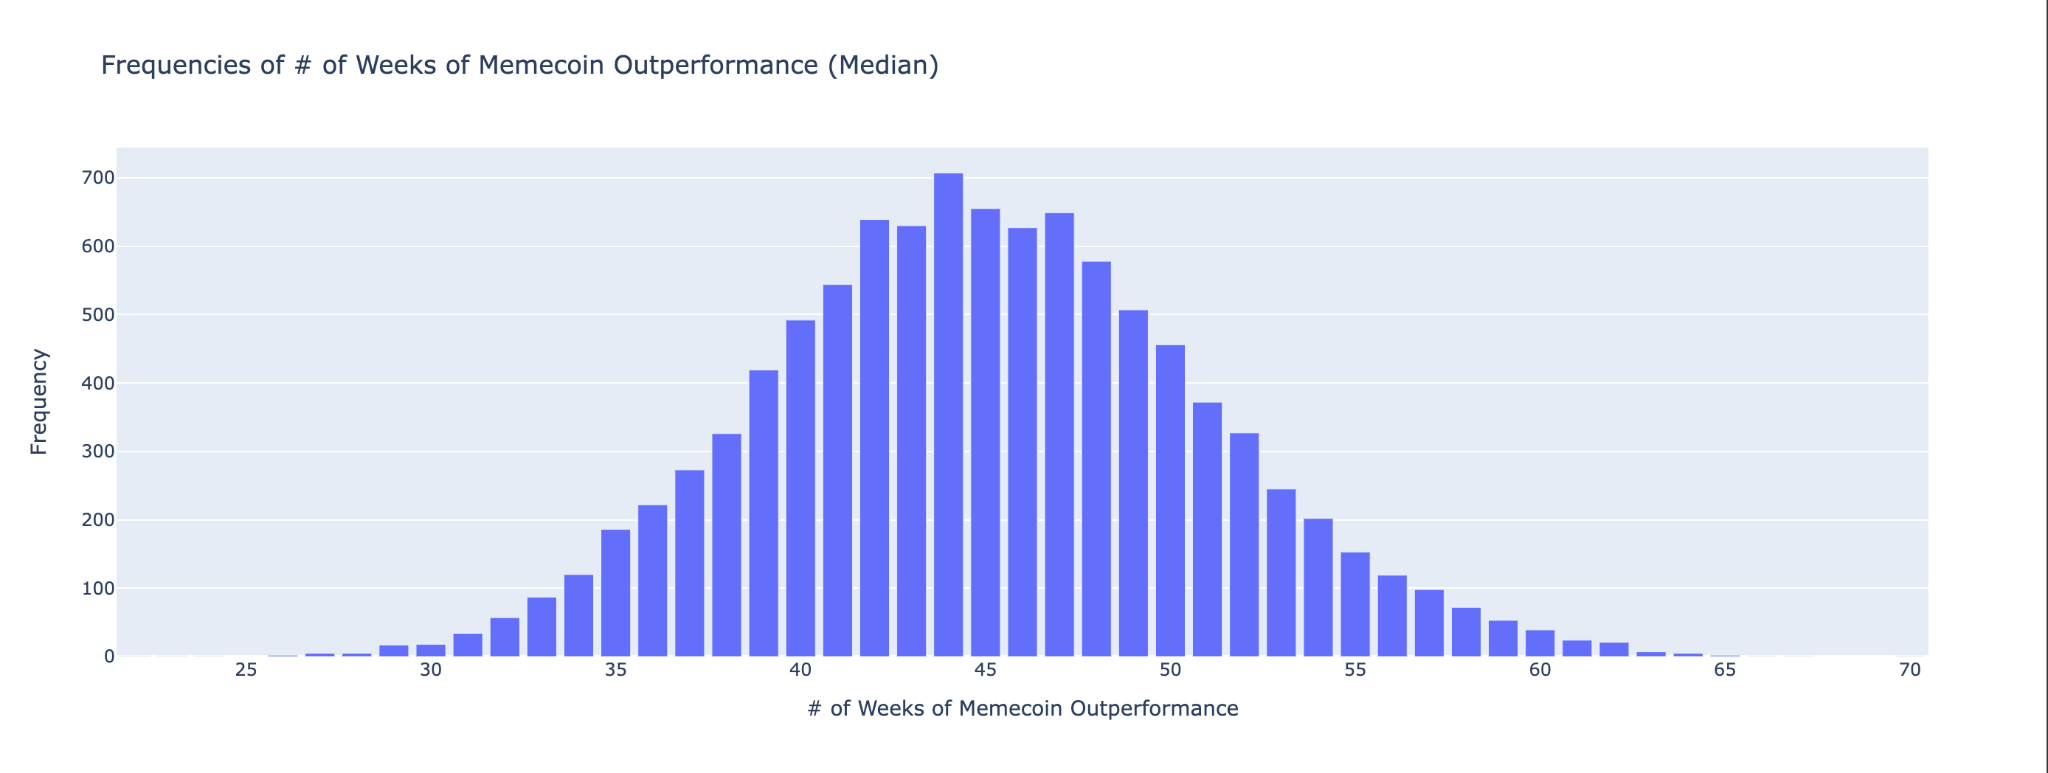 Frequencies of # of Weeks of Memecoin Outperformance (Median)
700
600
500
400
300
200
100
0
Frequency
25 30 35 40 45 50 55 60 65 70
# of Weeks of Memecoin Outperformance